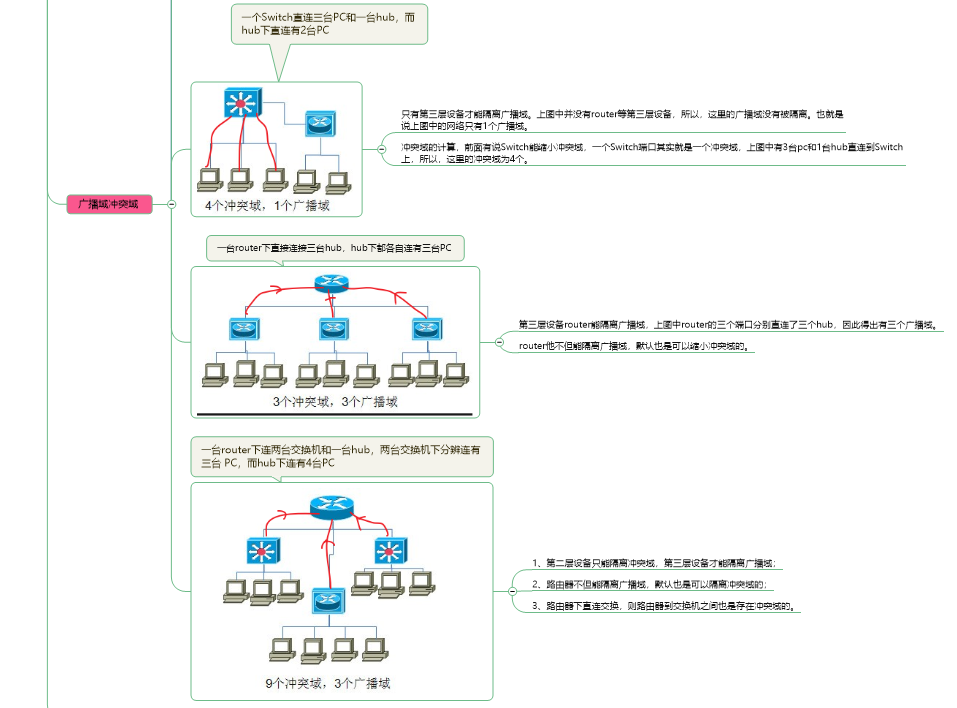 一个Switch直连三台PC和一台hub，而
hub下直连有2台PC
只有第三层设备才能隔离广播域。上图中并没有router等第三层设备，所以，这里的广播域没有被隔离。也就是
说上图中的网络只有1个广播域。
冲突域的计算，前面有说Switch能缩小冲突域，一个Switch端口其实就是一个冲突域，上图中有3台pc和1台hub直连到Switch
上，所以，这里的冲突域为4个。
4个冲突域，1个广播域
广播域冲突域
一台router下直接连接三台hub，hub下都各自连有三台PC
第三层设备router能隔离广播域，上图中router的三个端口分别直连了三个hub，因此得出有三个广播域。
router他不但能隔离广播域，默认也是可以缩小冲突域的。
3个冲突域，3个广播域
一台router下连两台交换机和一台hub，两台交换机下分辨连有
三台 PC，而hub下连有4台PC
1、第二层设备只能隔离冲突域，第三层设备才能隔离广播域；
2、路由器不但能隔离广播域，默认也是可以隔离冲突域的；
3、路由器下直连交换，则路由器到交换机之间也是存在冲突域的。
9个冲突域，3个广播域